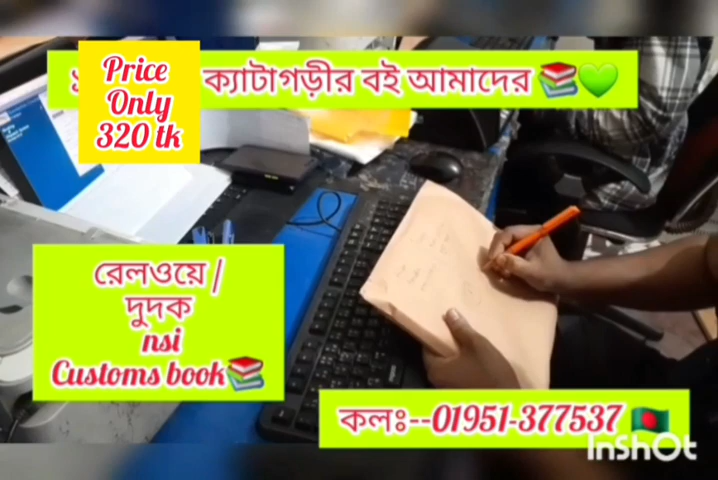 Price
Only
320 tk
ক্যাটাগড়ীর বই আমাদের 📚💚
রেলওয়ে /
দুদক
nsi
Customs book📚
কলঃ--01951-377537 🇧🇩
InshOt